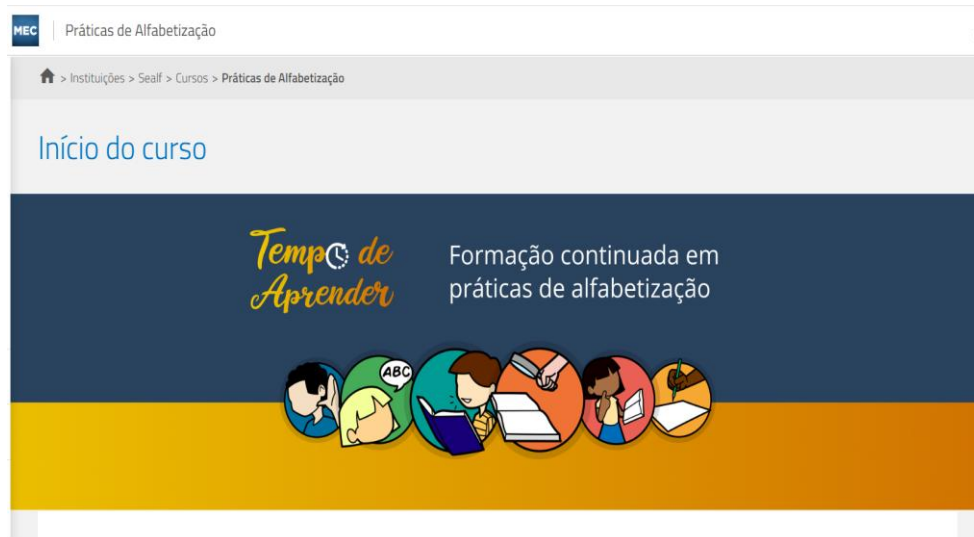 MEC Práticas de Alfabetização
> Instituições > Sealf > Cursos > Práticas de Alfabetização
Início do curso
Tempo de
Aprender
Formação continuada em
práticas de alfabetização
ABC